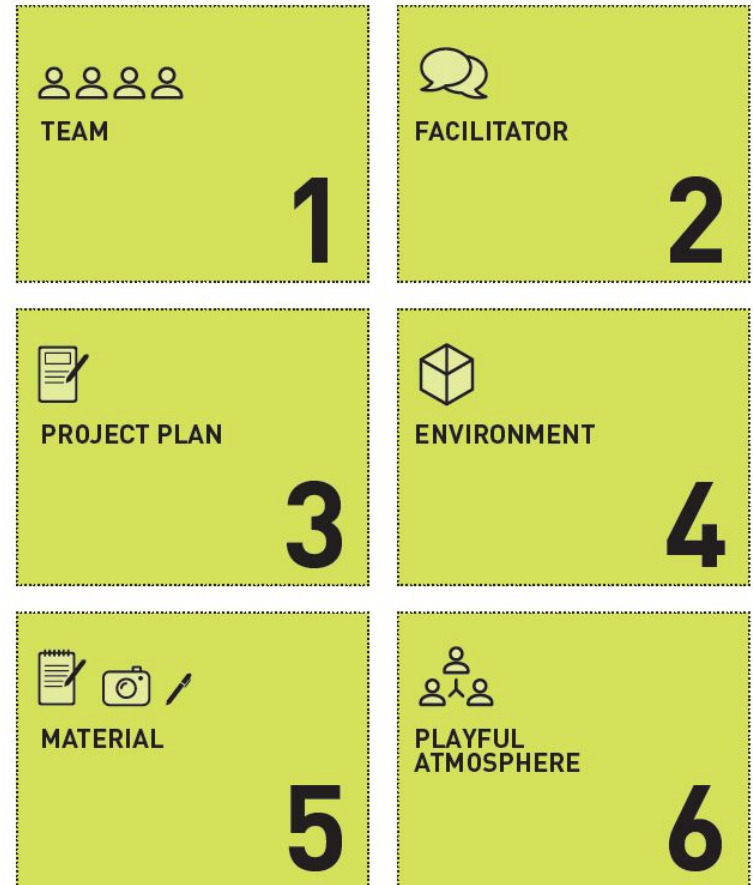 TEAM
1
FACILITATOR
2
PROJECT PLAN
3
ENVIRONMENT
4
MATERIAL
5
PLAYFUL
ATMOSPHERE
6